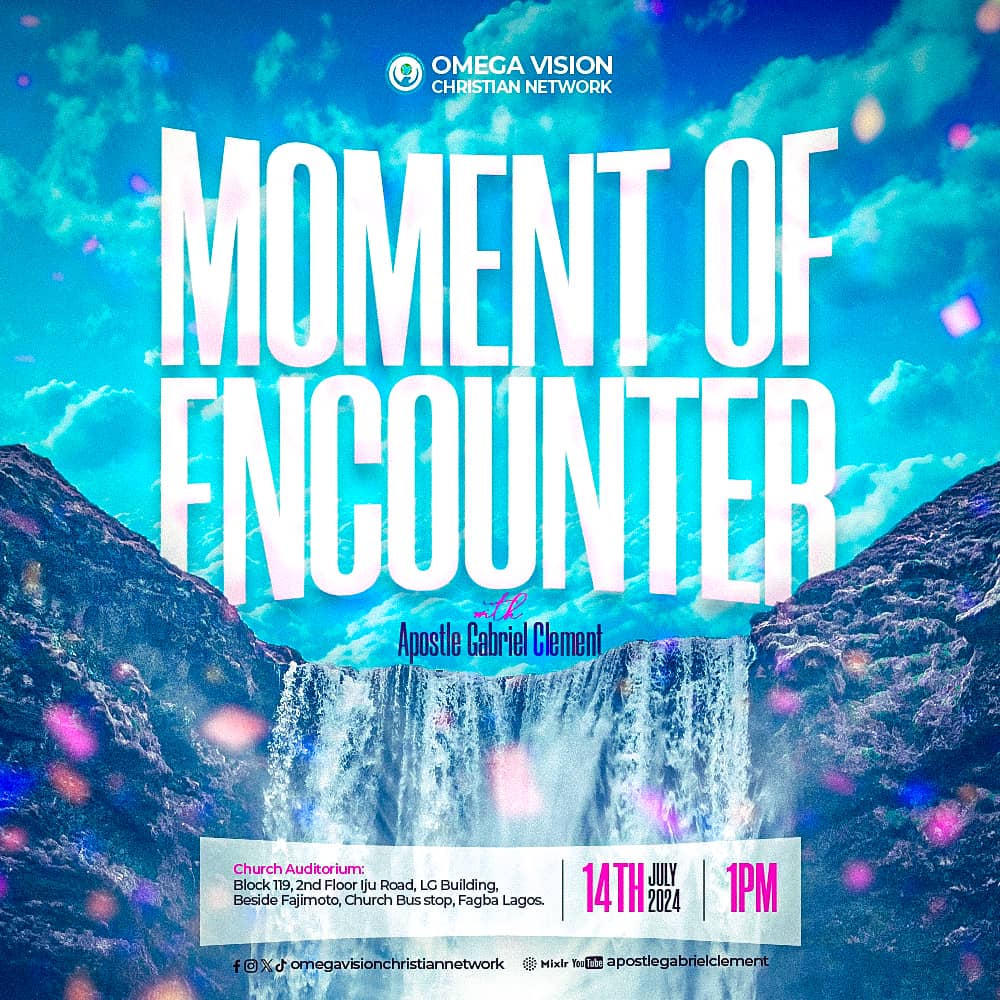 OMEGA VISION
CHRISTIAN NETWORK
MOMENT OF
ENCOUNTER
with
Apostle Gabriel Clement
Church Auditorium:
Block 119, 2nd Floor Iju Road, LG Building,
Beside Fajimoto, Church Bus stop, Fagba Lagos.
14TH JULY 2024
1PM
omegavisionchristiannetwork
Mixlr YouTube apostlegabrielclement